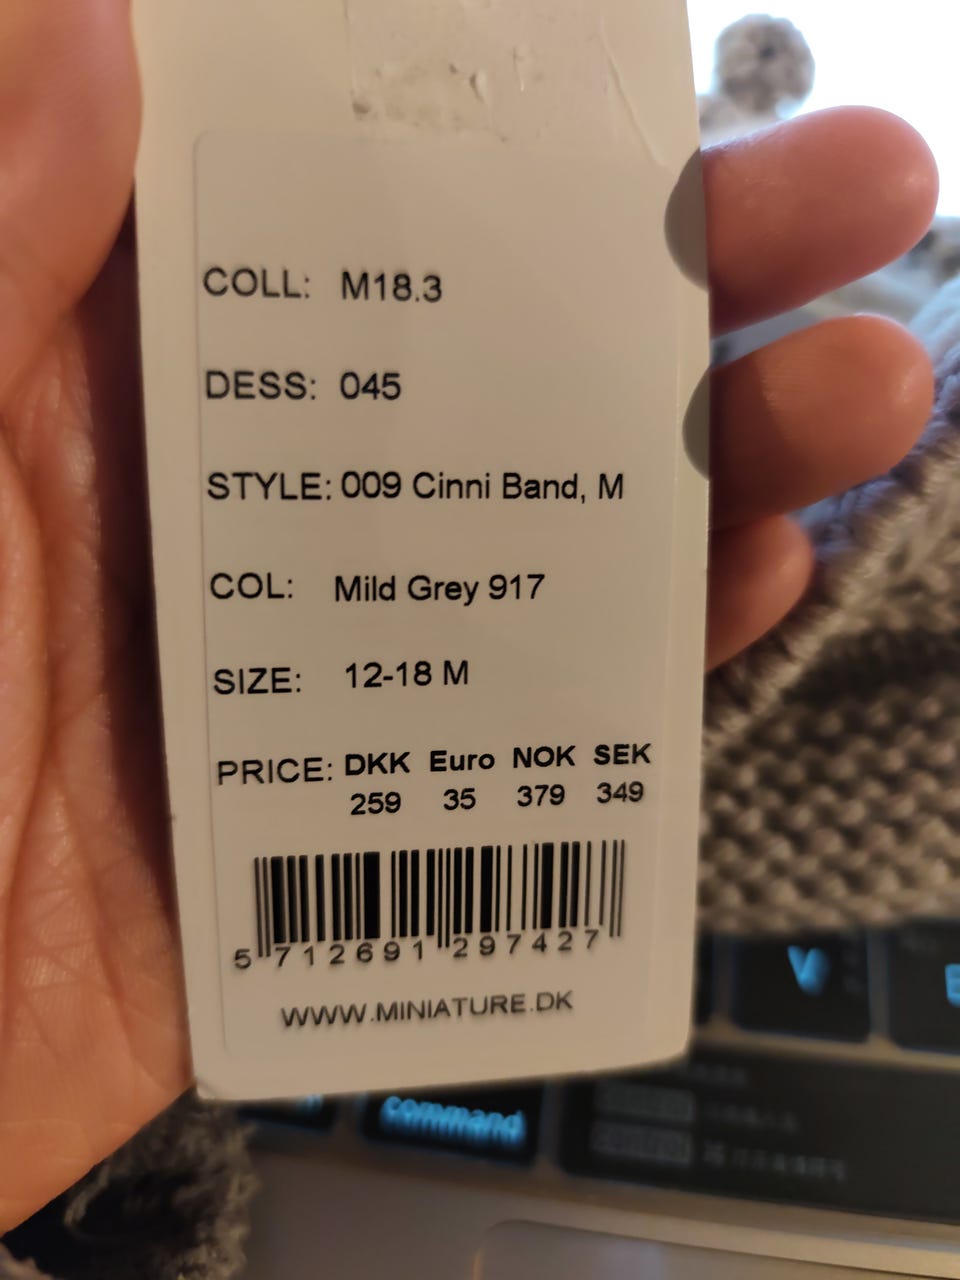 COLL: M18.3
DESS: 045
STYLE: 009 Cinni Band, M
COL: Mild Grey 917
SIZE: 12-18 M
PRICE: DKK Euro NOK SEK
259 35 379 349
5 712691 297427
WWW.MINIATURE.DK
V
command